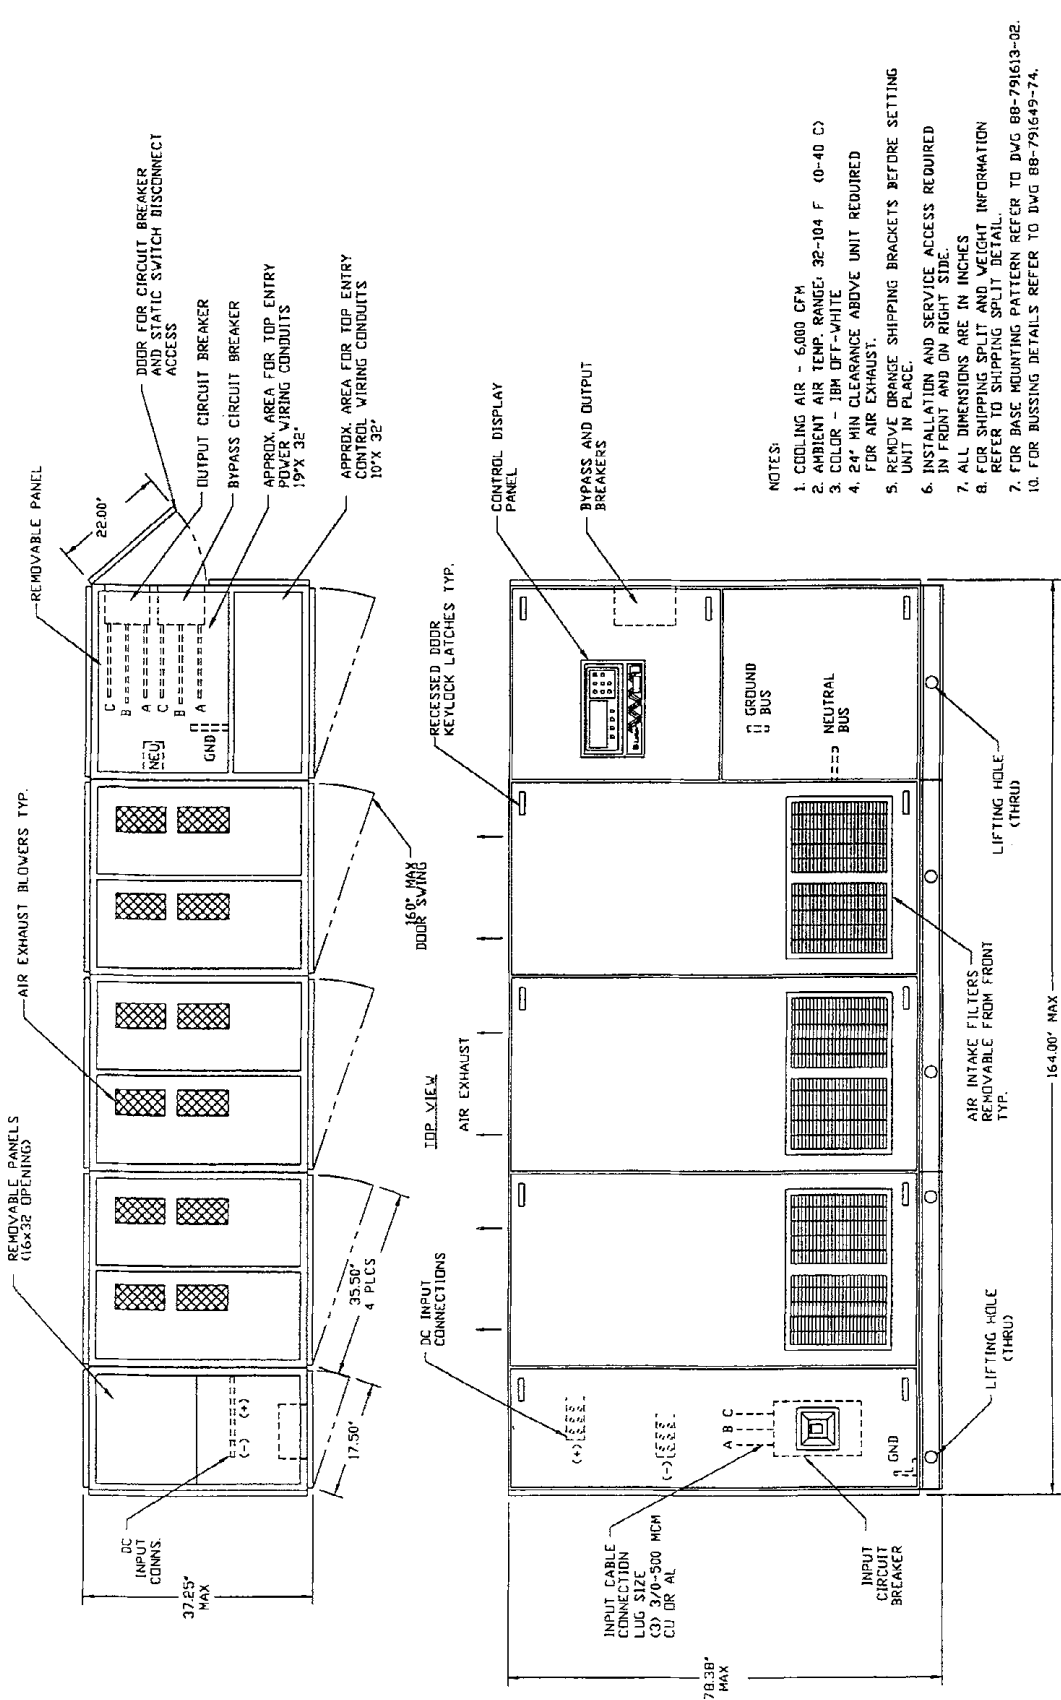 REMOVABLE PANELS
(16x32 OPENING)
AIR EXHAUST BLOWERS TYP.
REMOVABLE PANEL
22.00"
DOOR FOR CIRCUIT BREAKER
AND STATIC SWITCH DISCONNECT
ACCESS
OUTPUT CIRCUIT BREAKER
BYPASS CIRCUIT BREAKER
APPROX. AREA FOR TOP ENTRY
POWER WIRING CONDUITS
19"X 32"
APPROX. AREA FOR TOP ENTRY
CONTROL WIRING CONDUITS
10"X 32"
C
B
A
C
B
A
NEU
GND
DC
INPUT
CONNS.
37.25"
MAX
(-) (+)
17.50"
35.50"
4 PLCS
160° MAX
DOOR SWING
TOP VIEW
AIR EXHAUST
DC INPUT
CONNECTIONS
RECESSED DOOR
KEYLOCK LATCHES TYP.
CONTROL DISPLAY
PANEL
BYPASS AND OUTPUT
BREAKERS
GROUND
BUS
NEUTRAL
BUS
(+)
(-)
A B C
GND
INPUT CABLE
CONNECTION
LUG SIZE
(3) 3/0-500 MCM
CU OR AL
INPUT
CIRCUIT
BREAKER
LIFTING HOLE
(THRU)
AIR INTAKE FILTERS
REMOVABLE FROM FRONT
TYP.
LIFTING HOLE
(THRU)
78.38"
MAX
164.00" MAX
NOTES:
1. COOLING AIR - 6,000 CFM
2. AMBIENT AIR TEMP. RANGE: 32-104 F (0-40 C)
3. COLOR - IBM OFF-WHITE
4. 24" MIN CLEARANCE ABOVE UNIT REQUIRED
FOR AIR EXHAUST.
5. REMOVE ORANGE SHIPPING BRACKETS BEFORE SETTING
UNIT IN PLACE.
6. INSTALLATION AND SERVICE ACCESS REQUIRED
IN FRONT AND ON RIGHT SIDE.
7. ALL DIMENSIONS ARE IN INCHES
8. FOR SHIPPING SPLIT AND WEIGHT INFORMATION
REFER TO SHIPPING SPLIT DETAIL.
7. FOR BASE MOUNTING PATTERN REFER TO DWG BB-791613-02.
10. FOR BUSSING DETAILS REFER TO DWG BB-791649-74.